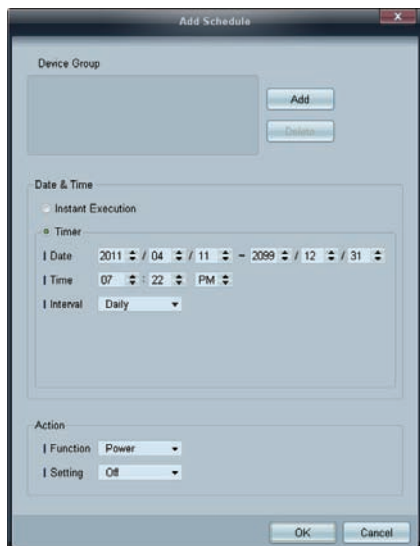 Add Schedule
Device Group
Add
Delete
Date & Time
Instant Execution
Timer
Date 2011 / 04 / 11 - 2099 / 12 / 31
Time 07 : 22 PM
Interval Daily
Action
Function Power
Setting Off
OK Cancel